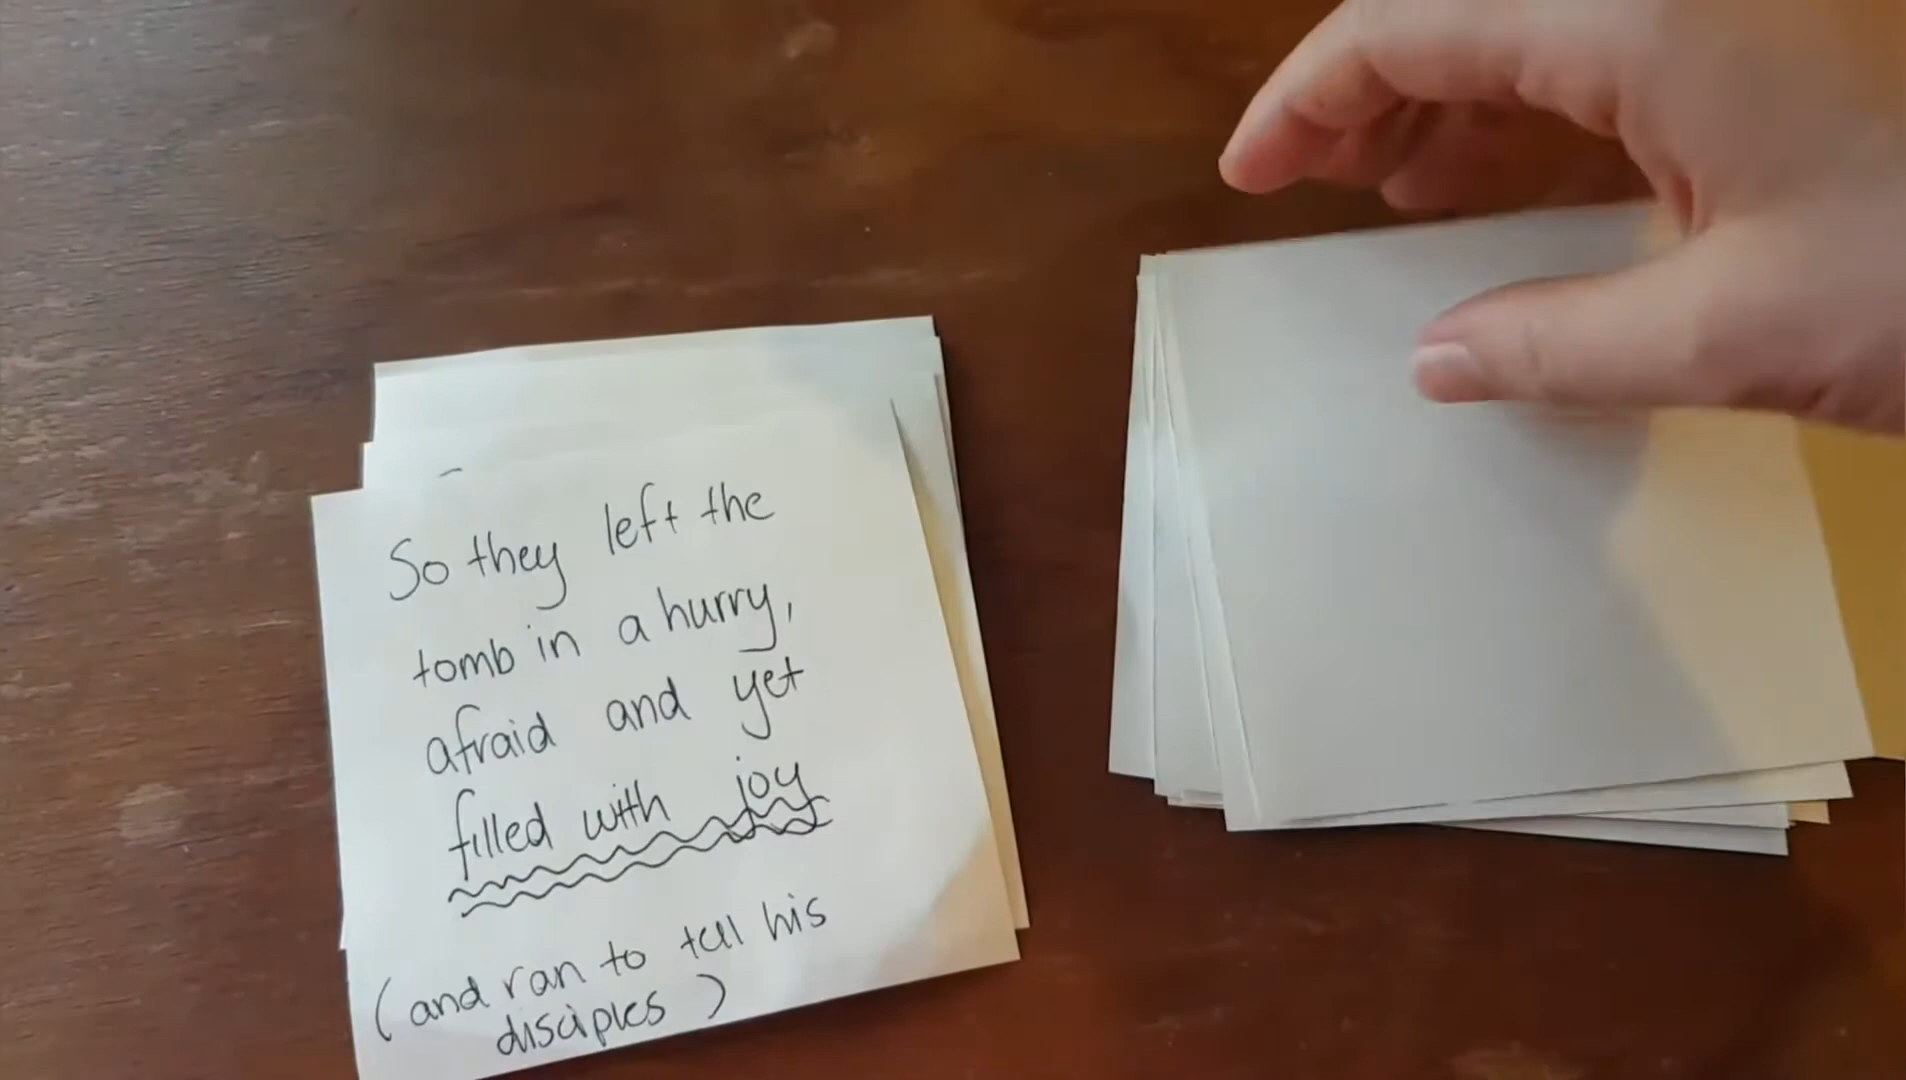 So they left the
tomb in a hurry,
afraid and yet
filled with joy
(and ran to tell his
disciples)